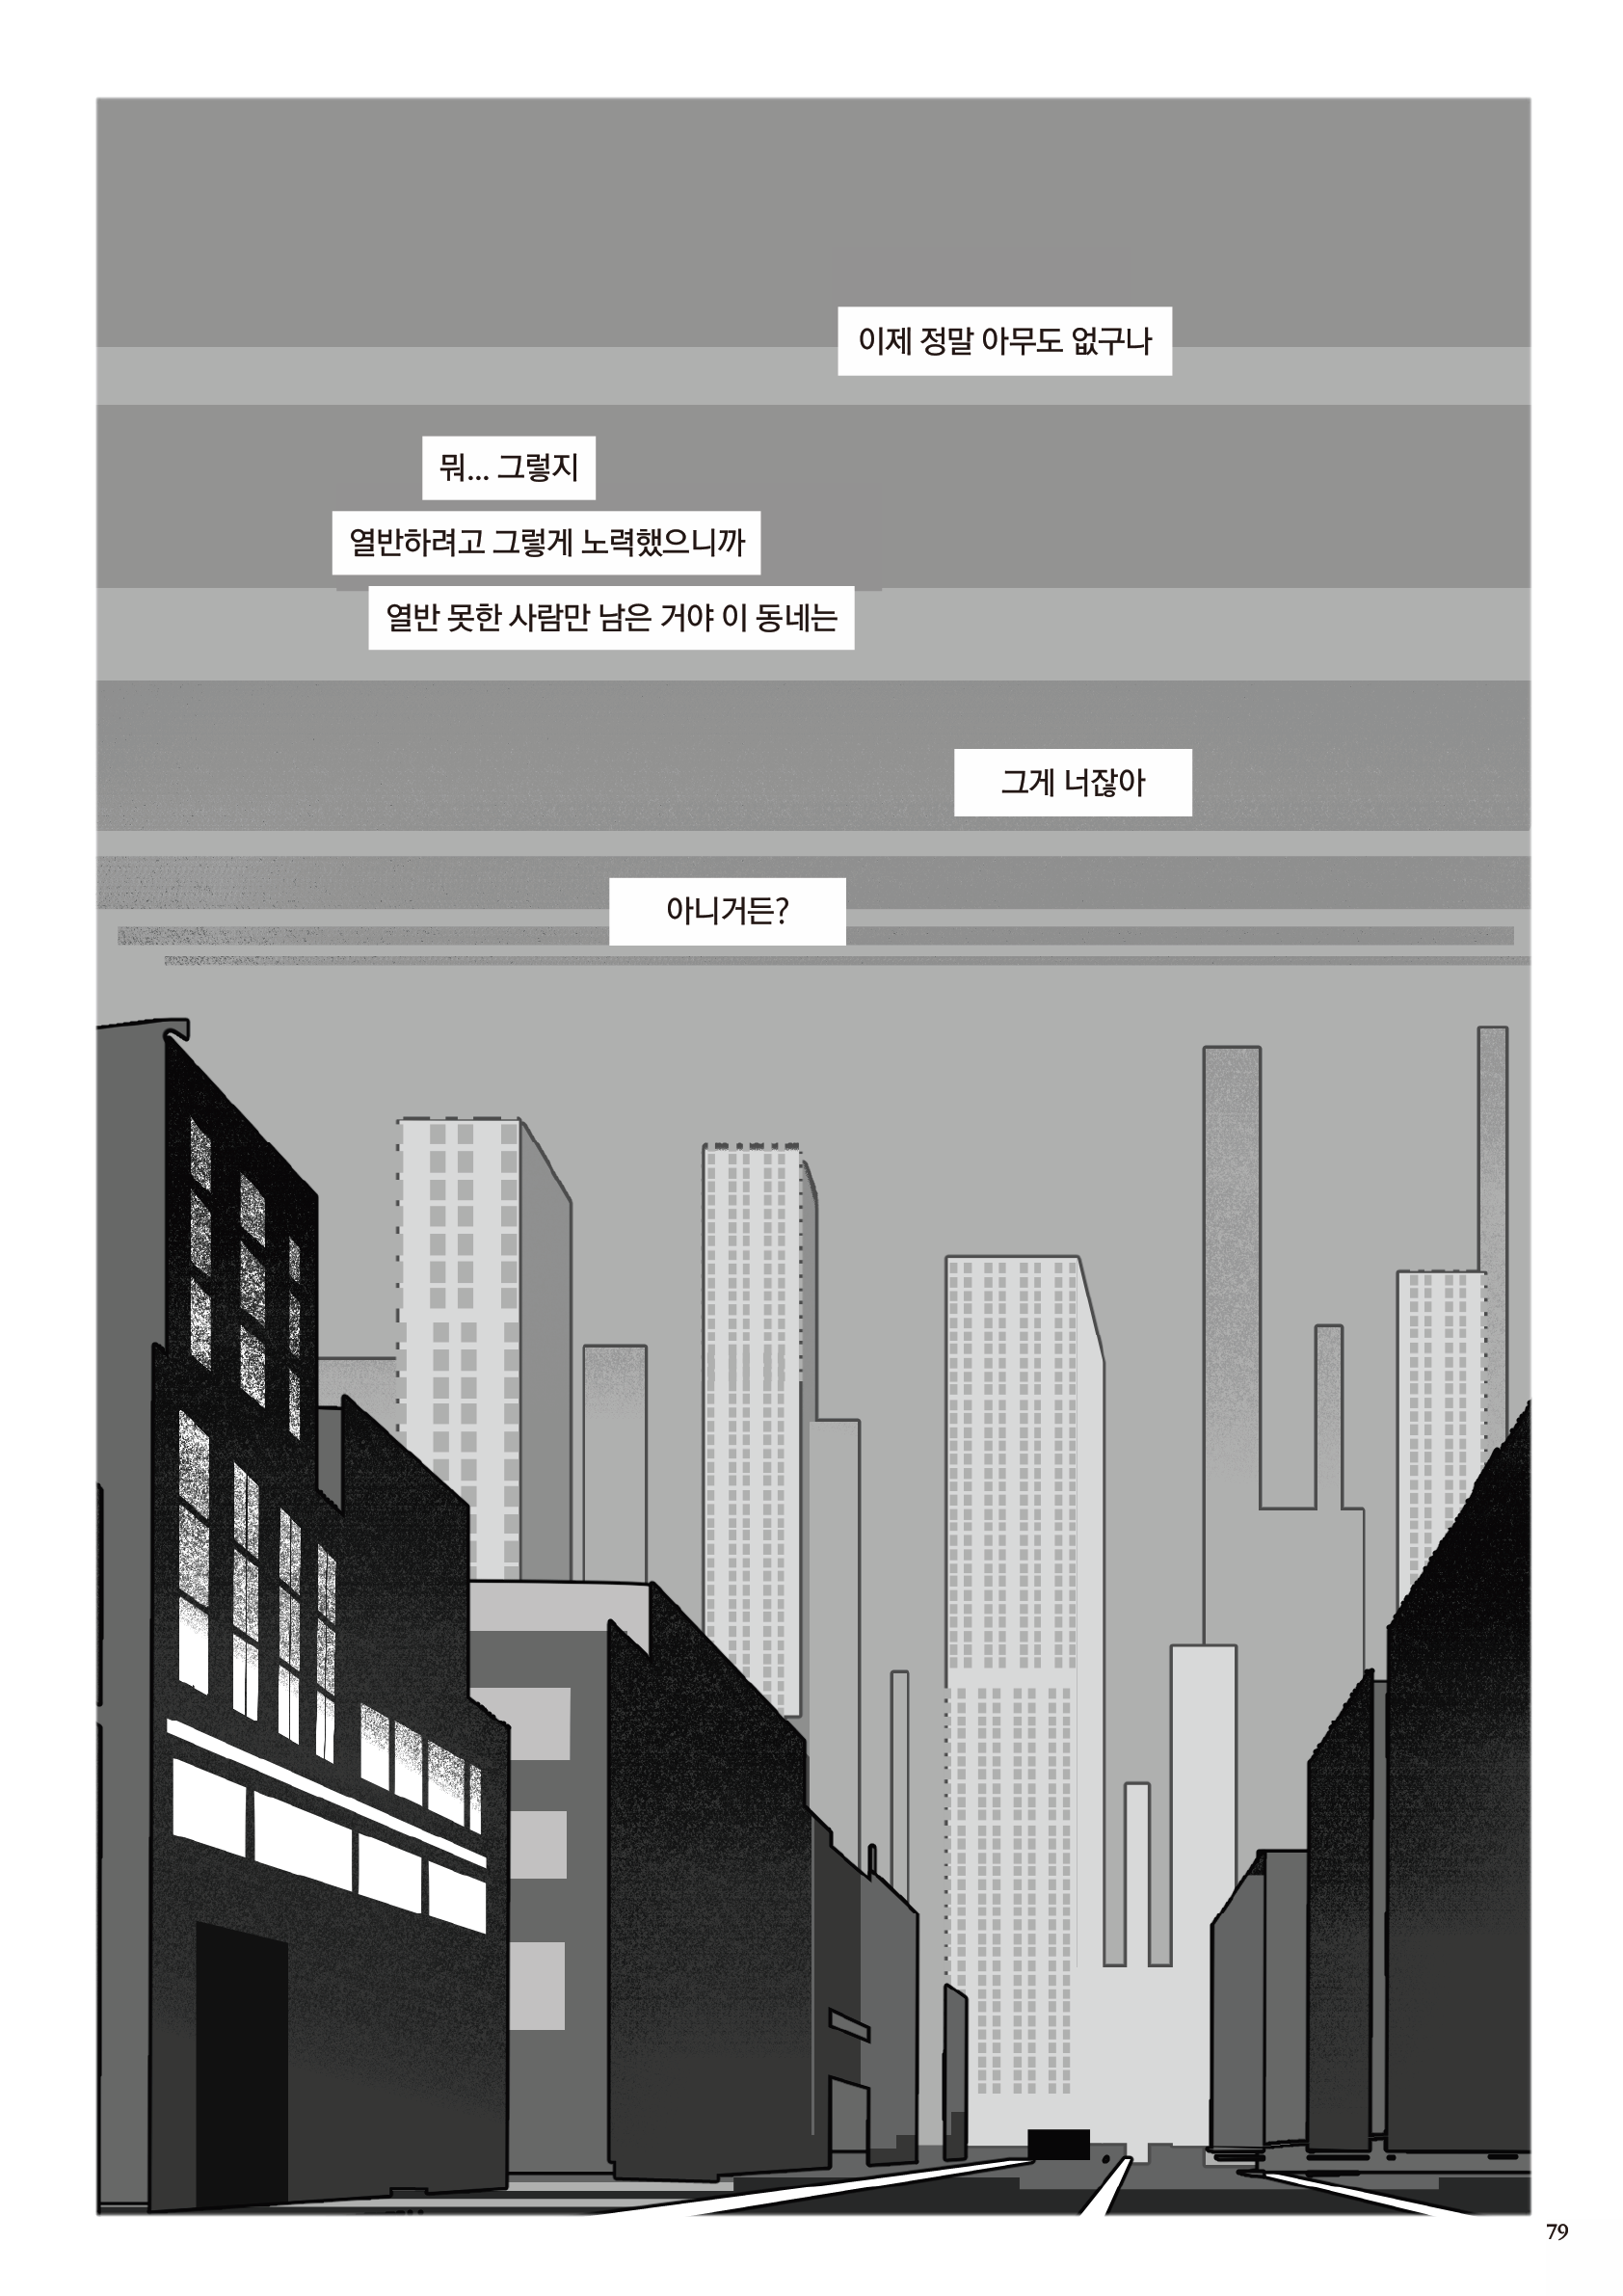 이제 정말 아무도 없구나
뭐... 그렇지
열반하려고 그렇게 노력했으니까
열반 못한 사람만 남은 거야 이 동네는
그게 너잖아
아니거든?
79